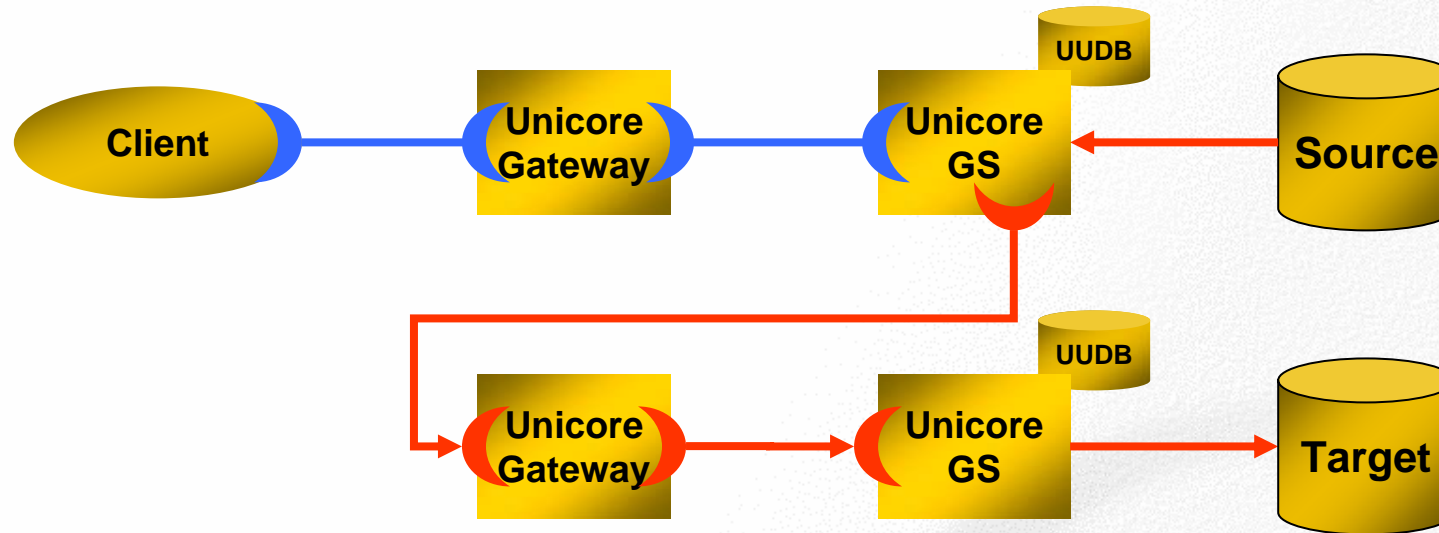 UUDB
Client
Unicore
Gateway
Unicore
GS
Source
UUDB
Unicore
Gateway
Unicore
GS
Target